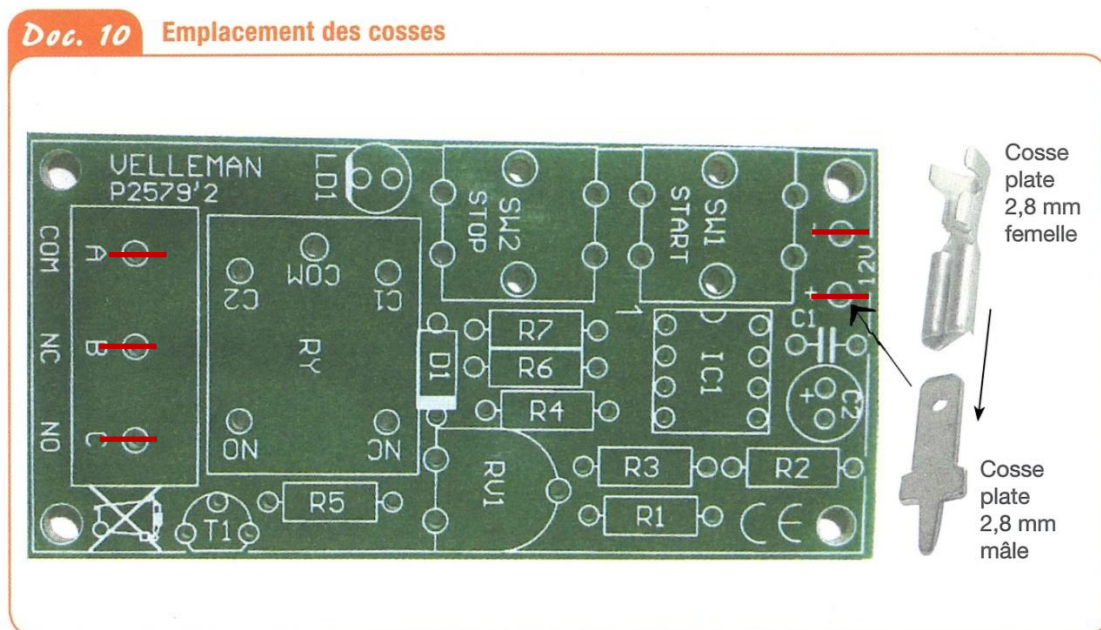 Doc. 10 Emplacement des cosses
VELLEMAN
P2579'2
LD1
COM
A
NC
B
NO
C
C2
COM
C1
RY
NO
NC
D1
SW2
STOP
SW1
START
1
12V
+
C1
R7
R6
R4
IC1
+
C2
RV1
R3
R2
R5
R1
T1
CE
Cosse
plate
2,8 mm
femelle
Cosse
plate
2,8 mm
mâle